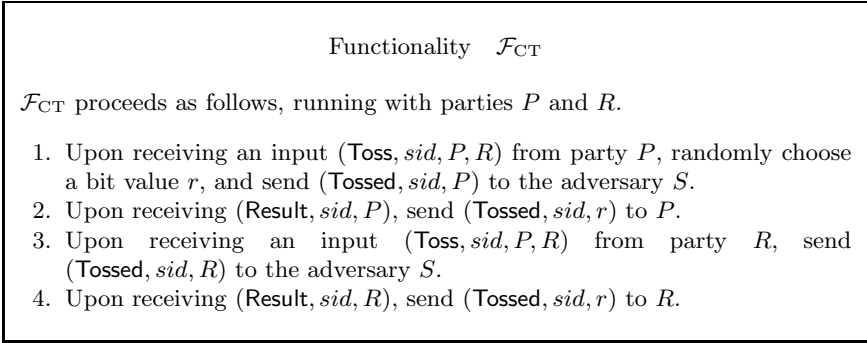 Functionality 𝓕CT
𝓕CT proceeds as follows, running with parties P and R.
1. Upon receiving an input (Toss, sid, P, R) from party P, randomly choose
a bit value r, and send (Tossed, sid, P) to the adversary S.
2. Upon receiving (Result, sid, P), send (Tossed, sid, r) to P.
3. Upon receiving an input (Toss, sid, P, R) from party R, send
(Tossed, sid, R) to the adversary S.
4. Upon receiving (Result, sid, R), send (Tossed, sid, r) to R.